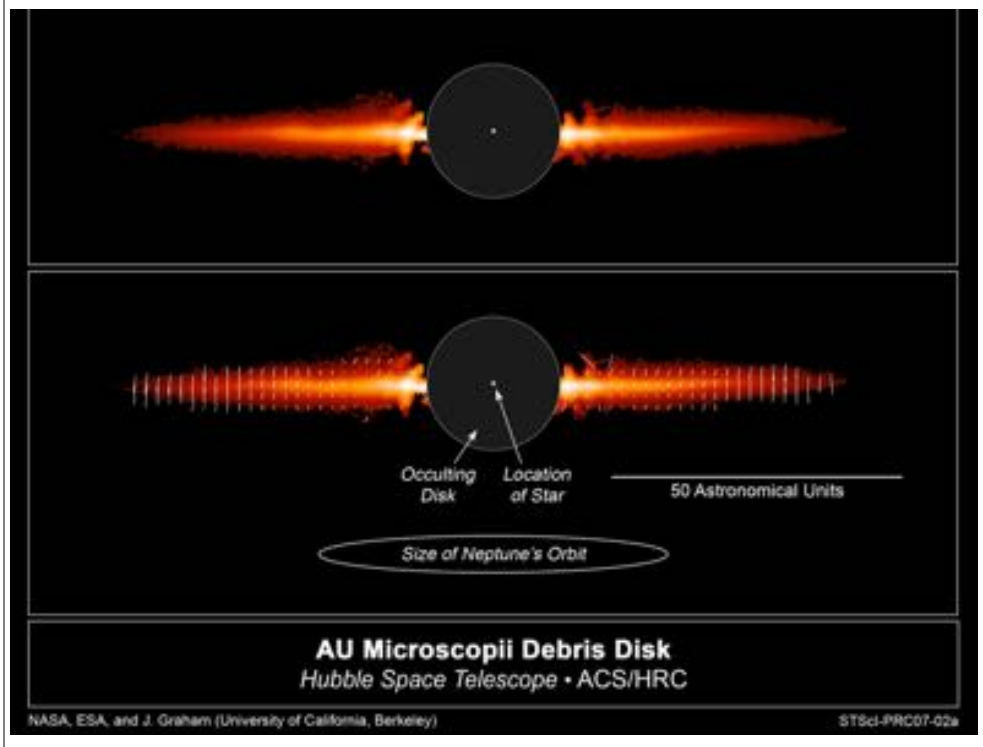 Occulting
Disk
Location
of Star
50 Astronomical Units
Size of Neptune's Orbit
AU Microscopii Debris Disk
Hubble Space Telescope • ACS/HRC
NASA, ESA, and J. Graham (University of California, Berkeley)
STScI-PRC07-02a